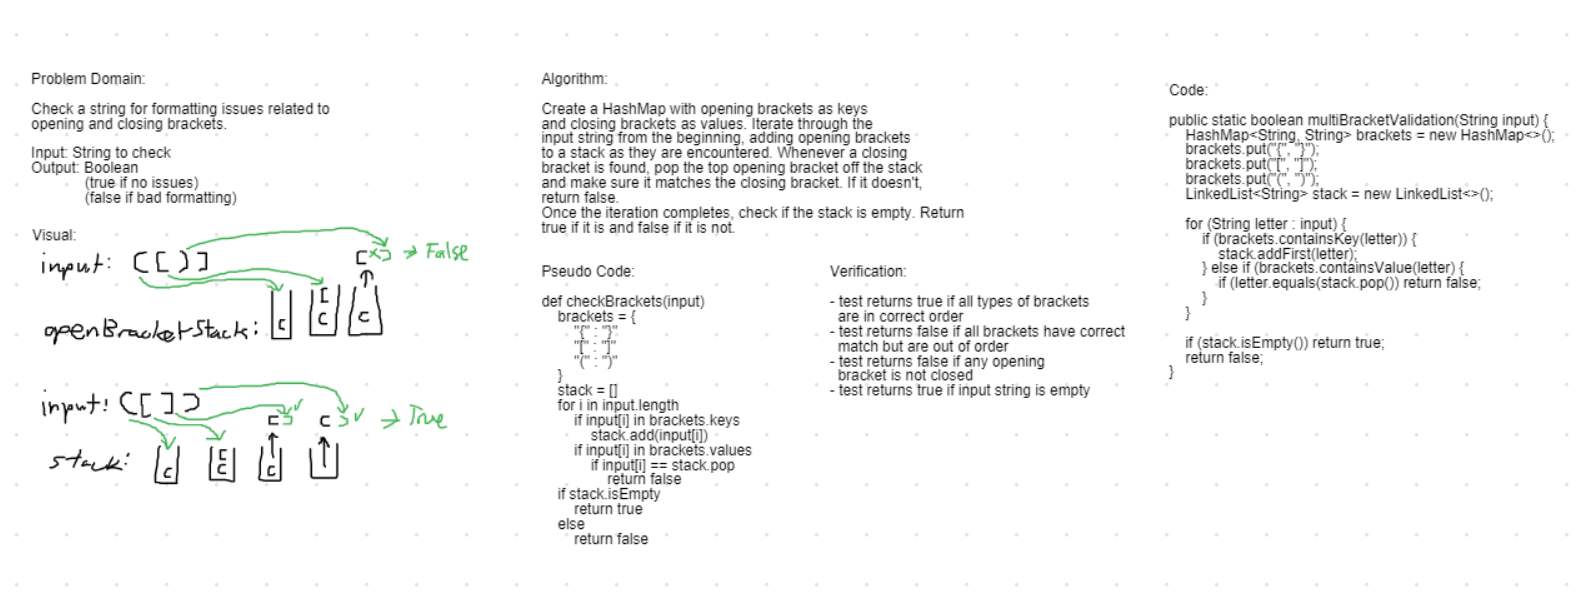 Problem Domain:
Check a string for formatting issues related to
opening and closing brackets.
Input: String to check
Output: Boolean
(true if no issues)
(false if bad formatting)
Visual:
input: ([)]
[x) → False
openBracketStack:
input: ([])
→ True
stack:
Algorithm:
Create a HashMap with opening brackets as keys
and closing brackets as values. Iterate through the
input string from the beginning, adding opening brackets
to a stack as they are encountered. Whenever a closing
bracket is found, pop the top opening bracket off the stack
and make sure it matches the closing bracket. If it doesn't,
return false.
Once the iteration completes, check if the stack is empty. Return
true if it is and false if it is not.
Pseudo Code:
def checkBrackets(input)
brackets = {
"{" : "}"
"[" : "]"
"(" : ")"
}
stack = []
for i in input.length
if input[i] in brackets.keys
stack.add(input[i])
if input[i] in brackets.values
if input[i] == stack.pop
return false
if stack.isEmpty
return true
else
return false
Verification:
- test returns true if all types of brackets
are in correct order
- test returns false if all brackets have correct
match but are out of order
- test returns false if any opening
bracket is not closed
- test returns true if input string is empty
Code:
public static boolean multiBracketValidation(String input) {
HashMap<String, String> brackets = new HashMap<>();
brackets.put("{", "}");
brackets.put("[", "]");
brackets.put("(" ")");
LinkedList<String> stack = new LinkedList<>();
for (String letter : input) {
if (brackets.containsKey(letter)) {
stack.addFirst(letter);
} else if (brackets.containsValue(letter) {
if (letter.equals(stack.pop()) return false;
}
}
if (stack.isEmpty()) return true;
return false;
}